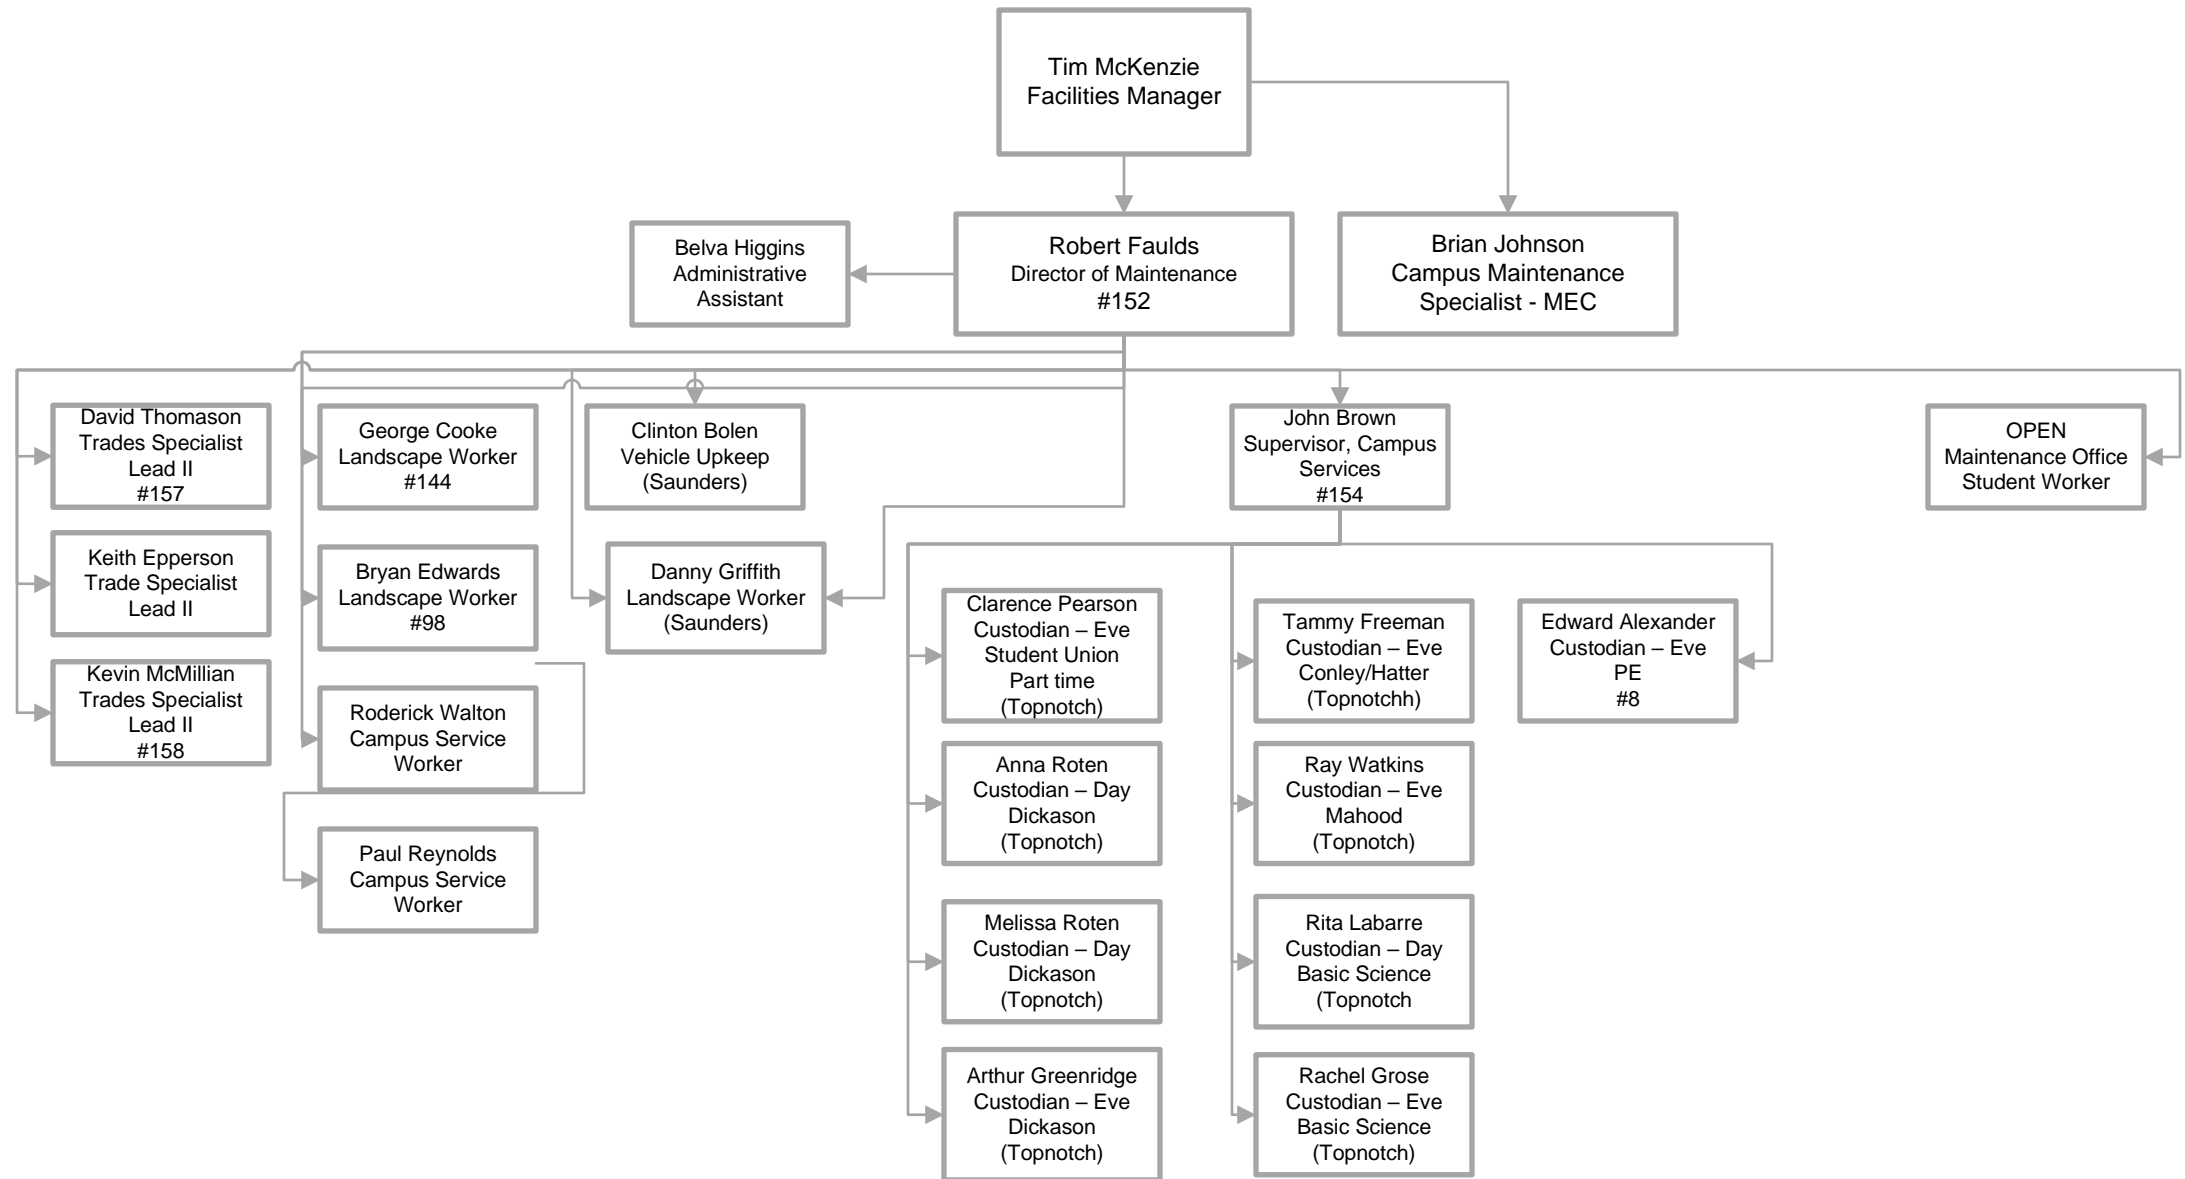 Tim McKenzie
Facilities Manager
Belva Higgins
Administrative
Assistant
Robert Faulds
Director of Maintenance
#152
Brian Johnson
Campus Maintenance
Specialist - MEC
David Thomason
Trades Specialist
Lead II
#157
George Cooke
Landscape Worker
#144
Clinton Bolen
Vehicle Upkeep
(Saunders)
John Brown
Supervisor, Campus
Services
#154
OPEN
Maintenance Office
Student Worker
Keith Epperson
Trade Specialist
Lead II
Bryan Edwards
Landscape Worker
#98
Danny Griffith
Landscape Worker
(Saunders)
Clarence Pearson
Custodian – Eve
Student Union
Part time
(Topnotch)
Tammy Freeman
Custodian – Eve
Conley/Hatter
(Topnotchh)
Edward Alexander
Custodian – Eve
PE
#8
Kevin McMillian
Trades Specialist
Lead II
#158
Roderick Walton
Campus Service
Worker
Anna Roten
Custodian – Day
Dickason
(Topnotch)
Ray Watkins
Custodian – Eve
Mahood
(Topnotch)
Paul Reynolds
Campus Service
Worker
Melissa Roten
Custodian – Day
Dickason
(Topnotch)
Rita Labarre
Custodian – Day
Basic Science
(Topnotch
Arthur Greenridge
Custodian – Eve
Dickason
(Topnotch)
Rachel Grose
Custodian – Eve
Basic Science
(Topnotch)